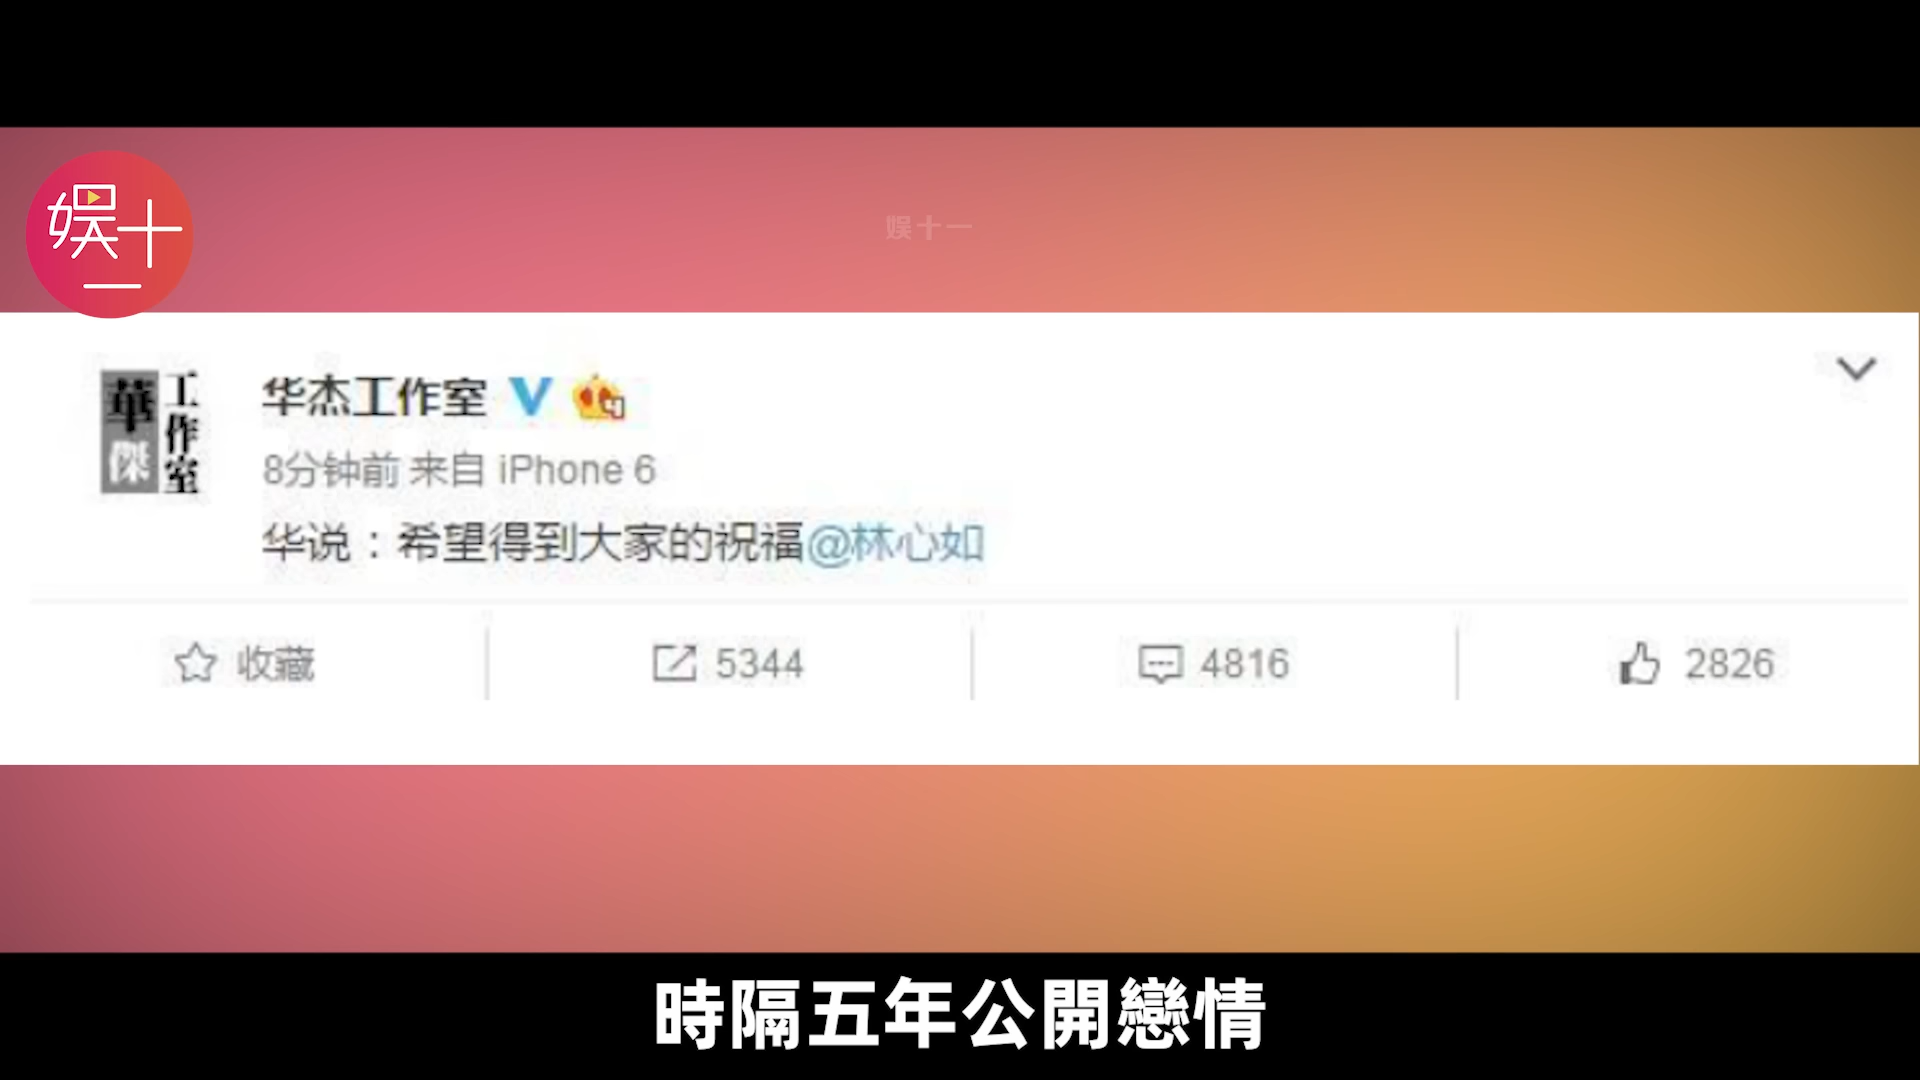 娱十一
娱十一
華傑工作室
华杰工作室
8分钟前 来自 iPhone 6
华说：希望得到大家的祝福@林心如
收藏
5344
4816
2826
時隔五年公開戀情